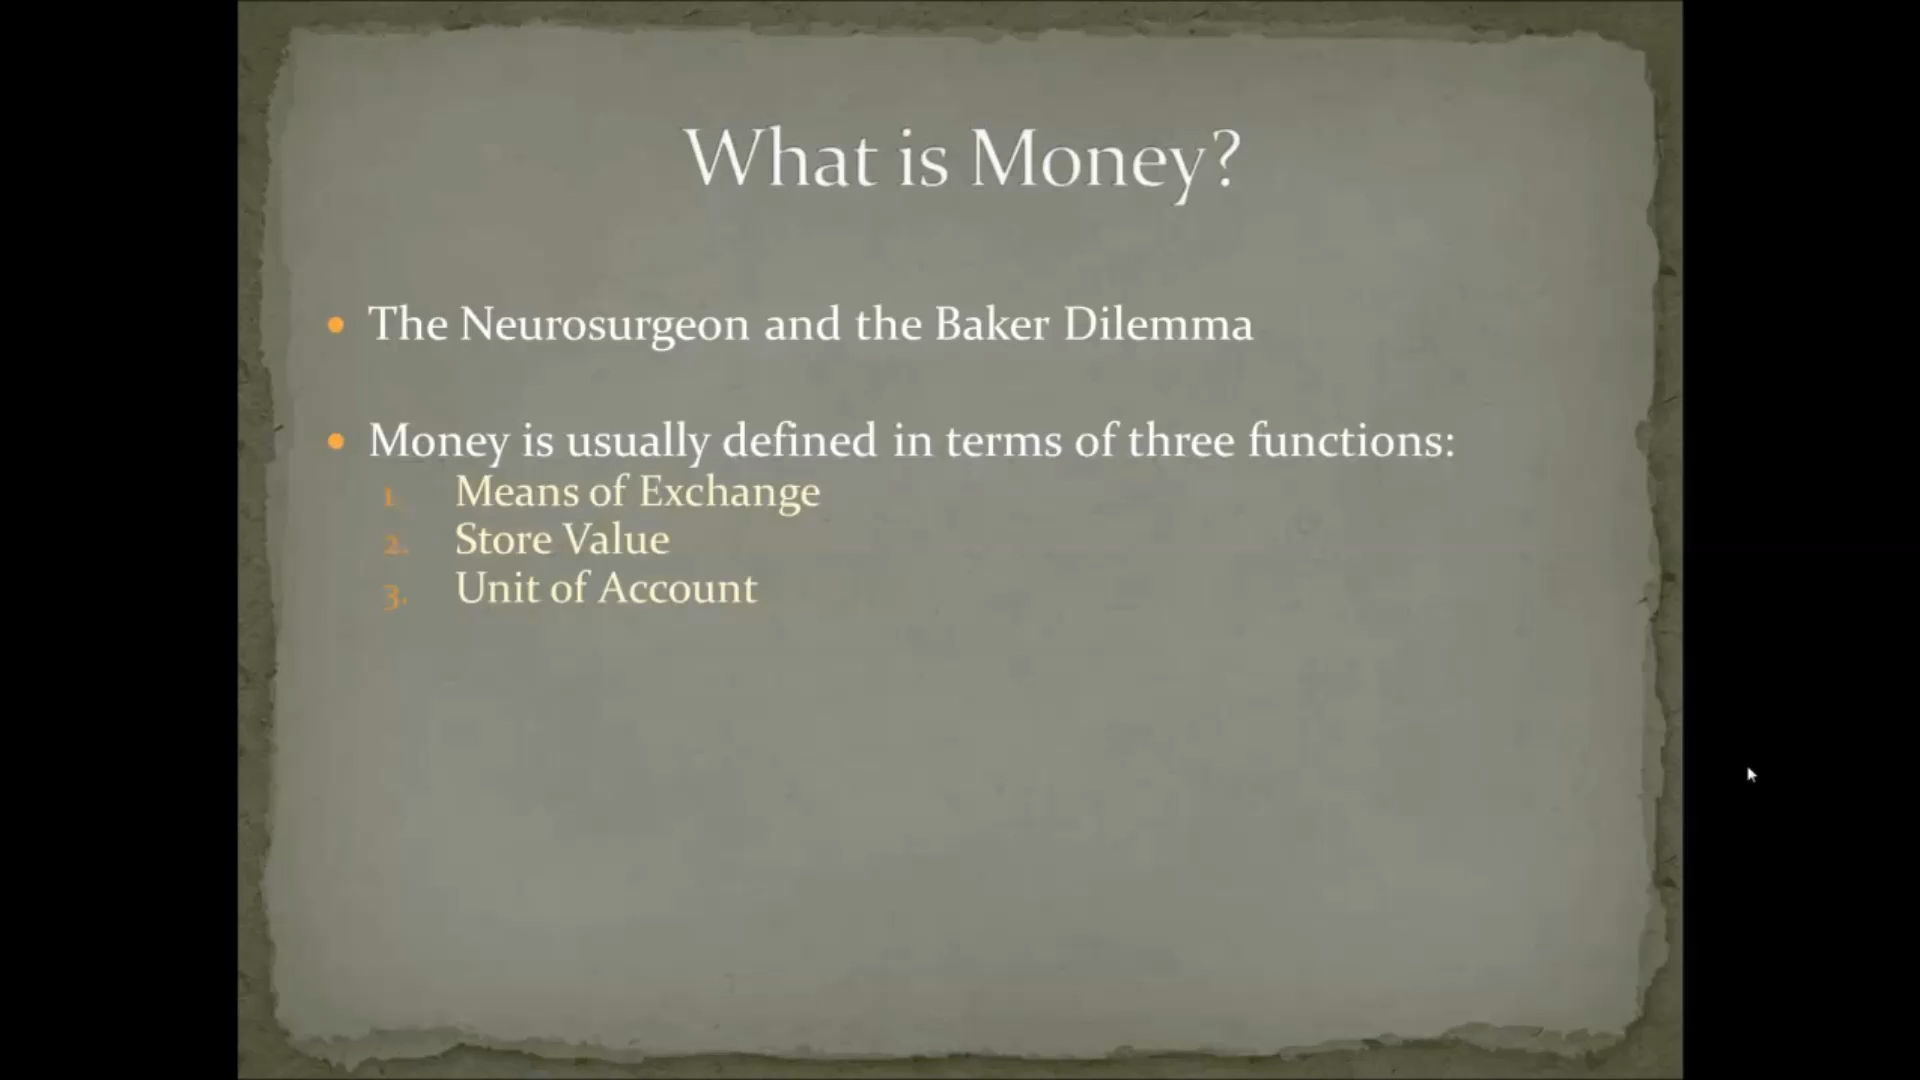 What is Money?
• The Neurosurgeon and the Baker Dilemma
• Money is usually defined in terms of three functions:
1. Means of Exchange
2. Store Value
3. Unit of Account